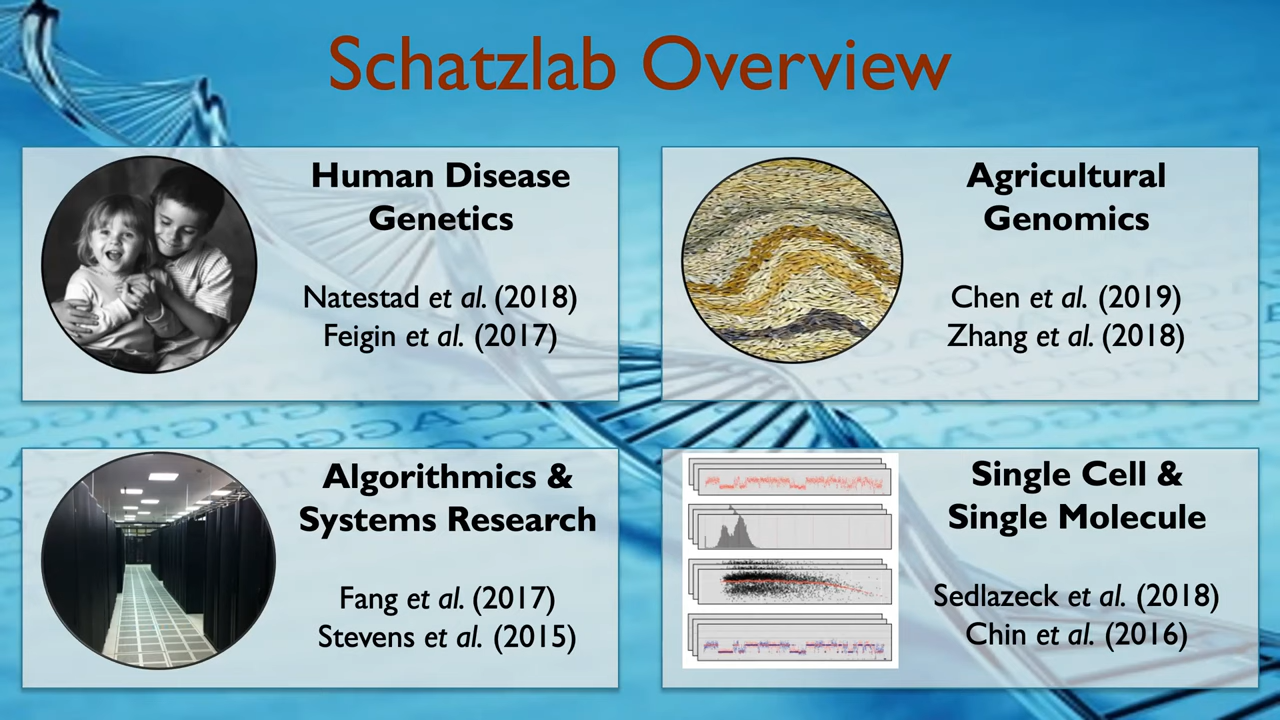 Schatzlab Overview
Human Disease
Genetics
Natestad et al. (2018)
Feigin et al. (2017)
Agricultural
Genomics
Chen et al. (2019)
Zhang et al. (2018)
Algorithmics &
Systems Research
Fang et al. (2017)
Stevens et al. (2015)
Single Cell &
Single Molecule
Sedlazeck et al. (2018)
Chin et al. (2016)